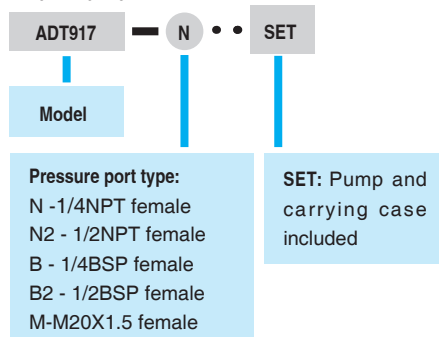 ADT917 — N • • SET
Model
Pressure port type:
N -1/4NPT female
N2 - 1/2NPT female
B - 1/4BSP female
B2 - 1/2BSP female
M-M20X1.5 female
SET: Pump and
carrying case
included